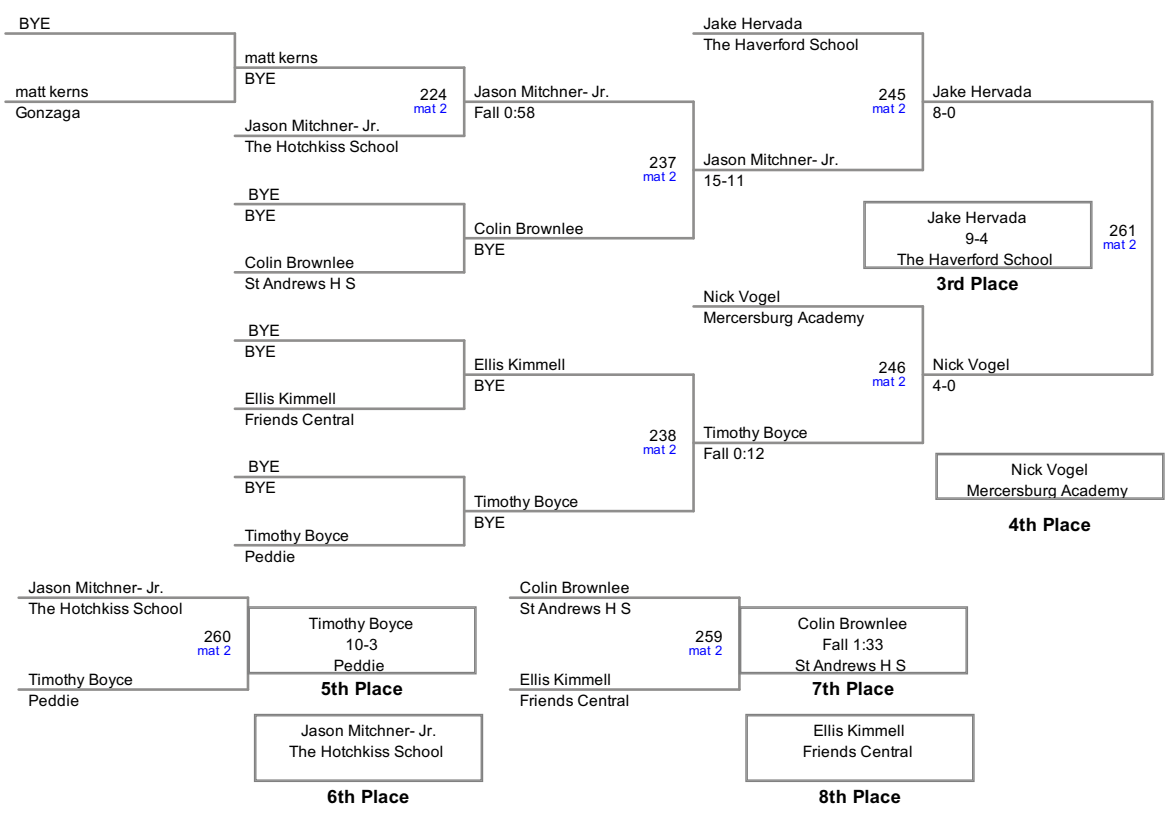 BYE
matt kerns
Gonzaga
matt kerns
BYE
224
mat 2
Jason Mitchner- Jr.
The Hotchkiss School
Jason Mitchner- Jr.
Fall 0:58
BYE
BYE
Colin Brownlee
St Andrews H S
Colin Brownlee
BYE
237
mat 2
Jason Mitchner- Jr.
15-11
Jake Hervada
The Haverford School
245
mat 2
Jake Hervada
8-0
Jake Hervada
9-4
The Haverford School
3rd Place
261
mat 2
BYE
BYE
Ellis Kimmell
Friends Central
Ellis Kimmell
BYE
BYE
BYE
Timothy Boyce
Peddie
Timothy Boyce
BYE
238
mat 2
Timothy Boyce
Fall 0:12
Nick Vogel
Mercersburg Academy
246
mat 2
Nick Vogel
4-0
Nick Vogel
Mercersburg Academy
4th Place
Jason Mitchner- Jr.
The Hotchkiss School
260
mat 2
Timothy Boyce
Peddie
Timothy Boyce
10-3
Peddie
5th Place
Jason Mitchner- Jr.
The Hotchkiss School
6th Place
Colin Brownlee
St Andrews H S
259
mat 2
Ellis Kimmell
Friends Central
Colin Brownlee
Fall 1:33
St Andrews H S
7th Place
Ellis Kimmell
Friends Central
8th Place